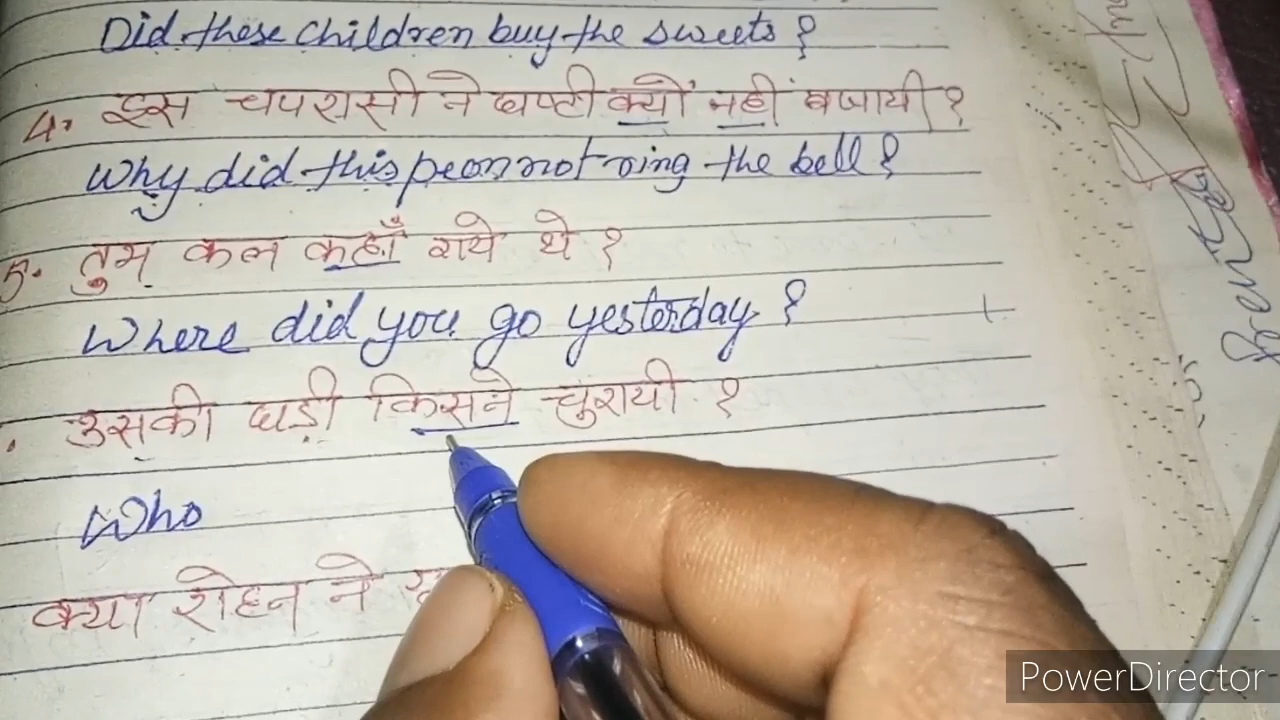 Did these children buy the sweets ?
4. इस चपरासी ने घण्टी क्यों नहीं बजायी ?
Why did this peon not ring the bell ?
5. तुम कल कहाँ गये थे ?
Where did you go yesterday ?
. उसकी घड़ी किसने चुरायी ?
Who
क्या रोहन ने
PowerDirector